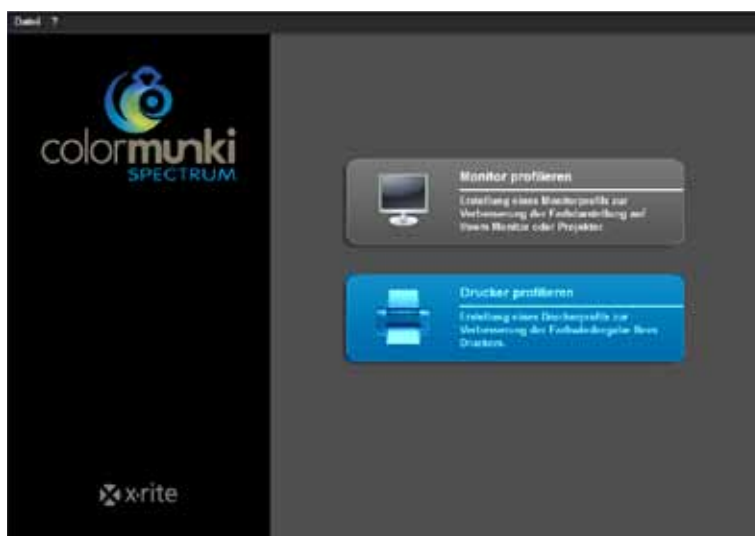 Datei ?
colormunki
SPECTRUM
Monitor profilieren
Erstellung eines Monitorprofils zur
Verbesserung der Farbdarstellung auf
Ihrem Monitor oder Projektor.
Drucker profilieren
Erstellung eines Druckerprofils zur
Verbesserung der Farbwiedergabe Ihres
Druckers.
x·rite